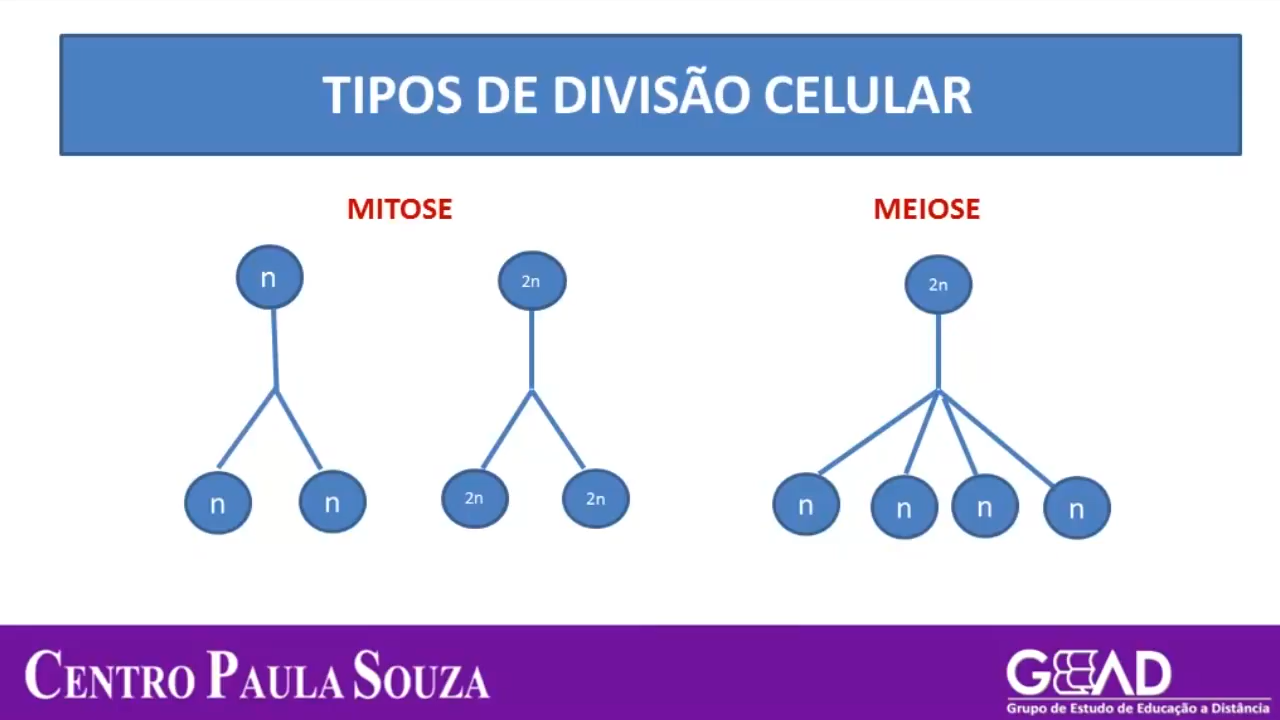 TIPOS DE DIVISÃO CELULAR
MITOSE
MEIOSE
n
2n
2n
n
n
2n
2n
n
n
n
n
CENTRO PAULA SOUZA
GEAD
Grupo de Estudo de Educação a Distância